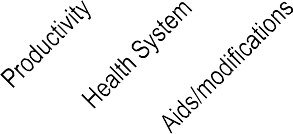 Productivity
Health System
Aids/modifications